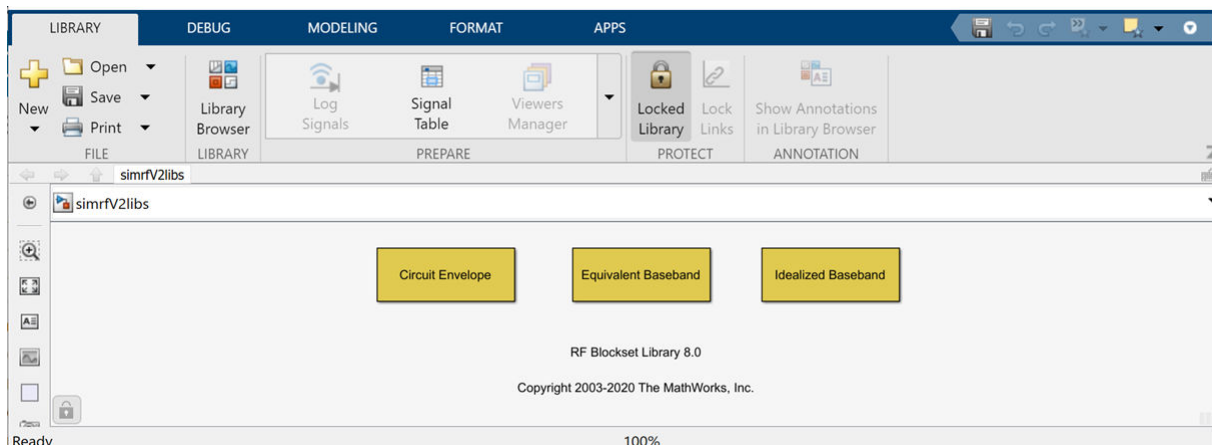 LIBRARY DEBUG MODELING FORMAT APPS
New
Open
Save
Print
FILE
Library
Browser
LIBRARY
Log
Signals
Signal
Table
Viewers
Manager
PREPARE
Locked
Library
Lock
Links
PROTECT
Show Annotations
in Library Browser
ANNOTATION
simrfV2libs
simrfV2libs
Circuit Envelope Equivalent Baseband Idealized Baseband
RF Blockset Library 8.0
Copyright 2003-2020 The MathWorks, Inc.
Ready 100%